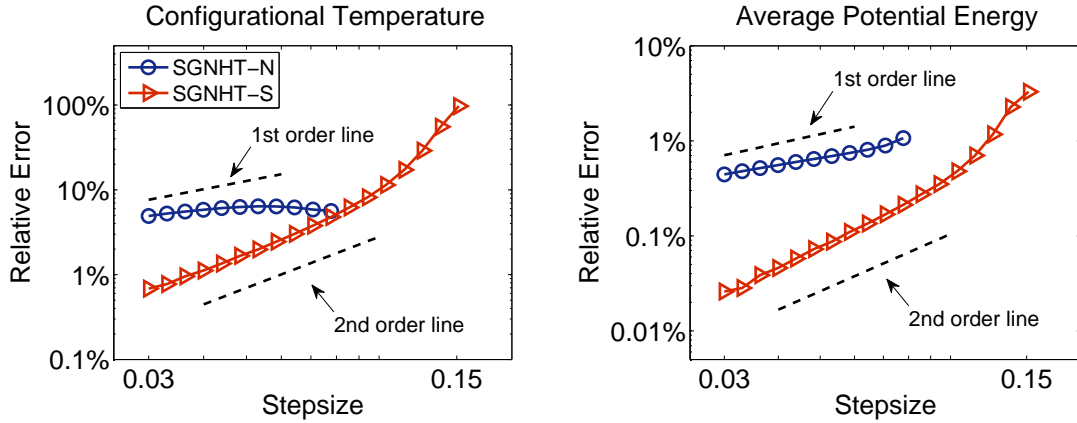 Configurational Temperature
Relative Error
100%
10%
1%
0.1%
SGNHT-N
SGNHT-S
1st order line
2nd order line
0.03
0.15
Stepsize
Average Potential Energy
Relative Error
10%
1%
0.1%
0.01%
1st order line
2nd order line
0.03
0.15
Stepsize